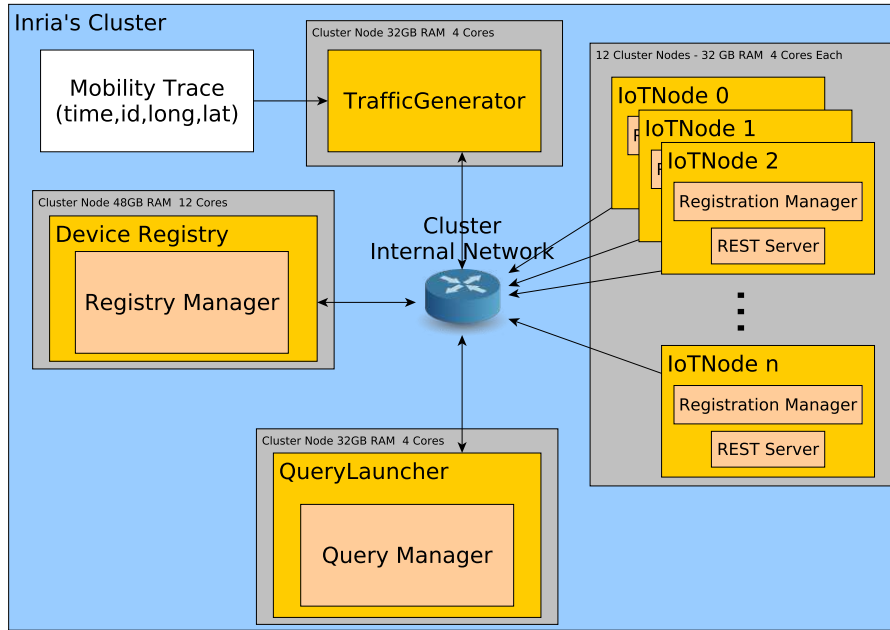 Inria's Cluster
Cluster Node 32GB RAM  4 Cores
TrafficGenerator
Mobility Trace
(time,id,long,lat)
12 Cluster Nodes - 32 GB RAM  4 Cores Each
IoTNode 0
IoTNode 1
IoTNode 2
Registration Manager
REST Server
Cluster Node 48GB RAM  12 Cores
Device Registry
Registry Manager
Cluster
Internal Network
IoTNode n
Registration Manager
REST Server
Cluster Node 32GB RAM  4 Cores
QueryLauncher
Query Manager